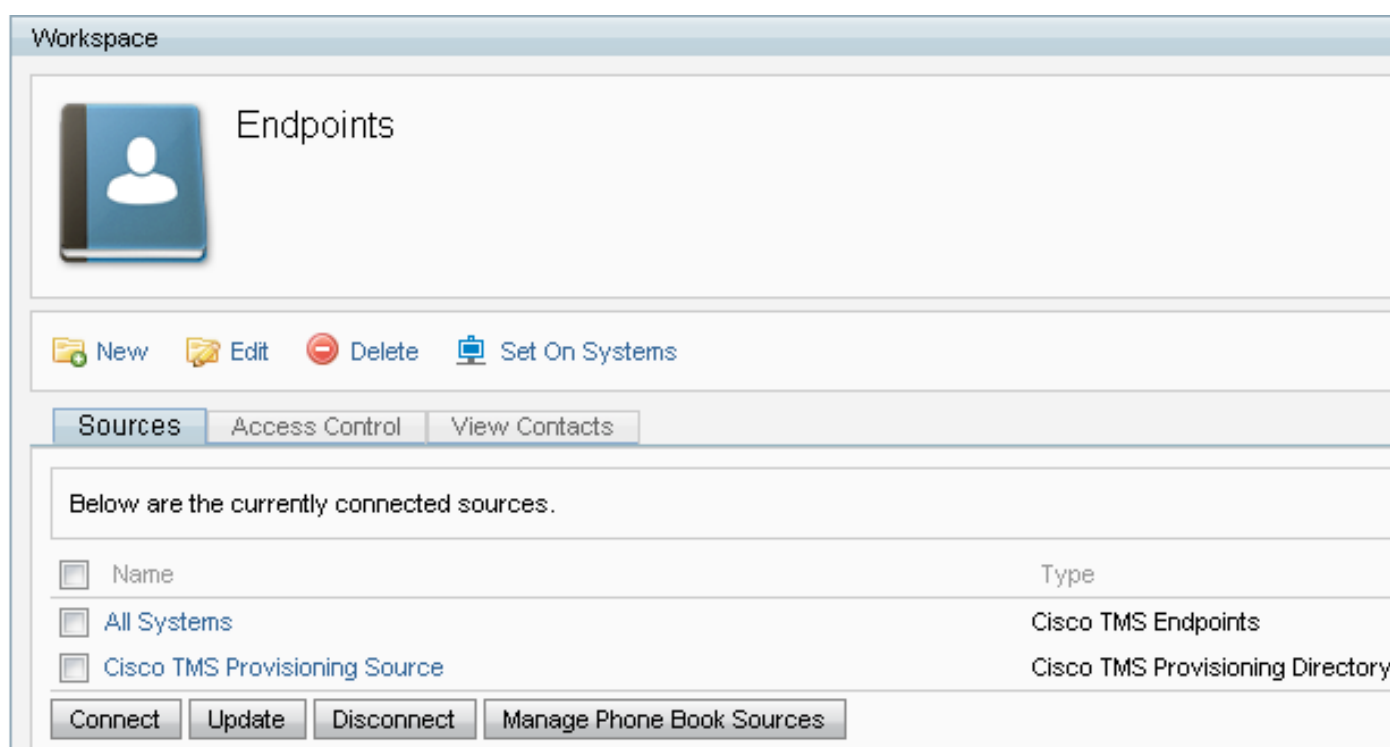 Workspace
Endpoints
New Edit Delete Set On Systems
Sources Access Control View Contacts
Below are the currently connected sources.
Name Type
All Systems Cisco TMS Endpoints
Cisco TMS Provisioning Source Cisco TMS Provisioning Directory
Connect Update Disconnect Manage Phone Book Sources